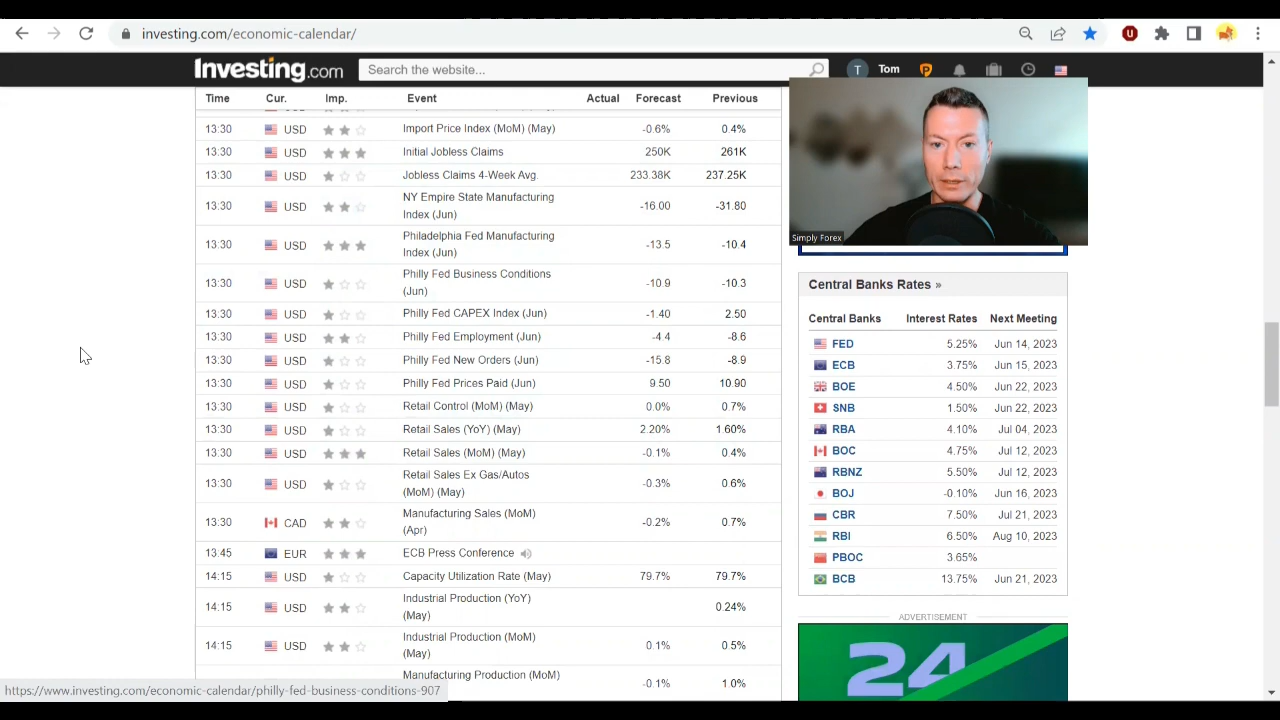 investing.com/economic-calendar/
Investing.com
Search the website...
T Tom
Time Cur. Imp. Event Actual Forecast Previous
13:30 USD Import Price Index (MoM) (May) -0.6% 0.4%
13:30 USD Initial Jobless Claims 250K 261K
13:30 USD Jobless Claims 4-Week Avg. 233.38K 237.25K
13:30 USD NY Empire State Manufacturing -16.00 -31.80
Index (Jun)
13:30 USD Philadelphia Fed Manufacturing -13.5 -10.4
Index (Jun)
13:30 USD Philly Fed Business Conditions -10.9 -10.3
(Jun)
13:30 USD Philly Fed CAPEX Index (Jun) -1.40 2.50
13:30 USD Philly Fed Employment (Jun) -4.4 -8.6
13:30 USD Philly Fed New Orders (Jun) -15.8 -8.9
13:30 USD Philly Fed Prices Paid (Jun) 9.50 10.90
13:30 USD Retail Control (MoM) (May) 0.0% 0.7%
13:30 USD Retail Sales (YoY) (May) 2.20% 1.60%
13:30 USD Retail Sales (MoM) (May) -0.1% 0.4%
13:30 USD Retail Sales Ex Gas/Autos -0.3% 0.6%
(MoM) (May)
13:30 CAD Manufacturing Sales (MoM) -0.2% 0.7%
(Apr)
13:45 EUR ECB Press Conference
14:15 USD Capacity Utilization Rate (May) 79.7% 79.7%
14:15 USD Industrial Production (YoY) 0.24%
(May)
14:15 USD Industrial Production (MoM) 0.1% 0.5%
(May)
Manufacturing Production (MoM) -0.1% 1.0%
https://www.investing.com/economic-calendar/philly-fed-business-conditions-907
Simply Forex
Central Banks Rates »
Central Banks Interest Rates Next Meeting
FED 5.25% Jun 14, 2023
ECB 3.75% Jun 15, 2023
BOE 4.50% Jun 22, 2023
SNB 1.50% Jun 22, 2023
RBA 4.10% Jul 04, 2023
BOC 4.75% Jul 12, 2023
RBNZ 5.50% Jul 12, 2023
BOJ -0.10% Jun 16, 2023
CBR 7.50% Jul 21, 2023
RBI 6.50% Aug 10, 2023
PBOC 3.65%
BCB 13.75% Jun 21, 2023
ADVERTISEMENT
24